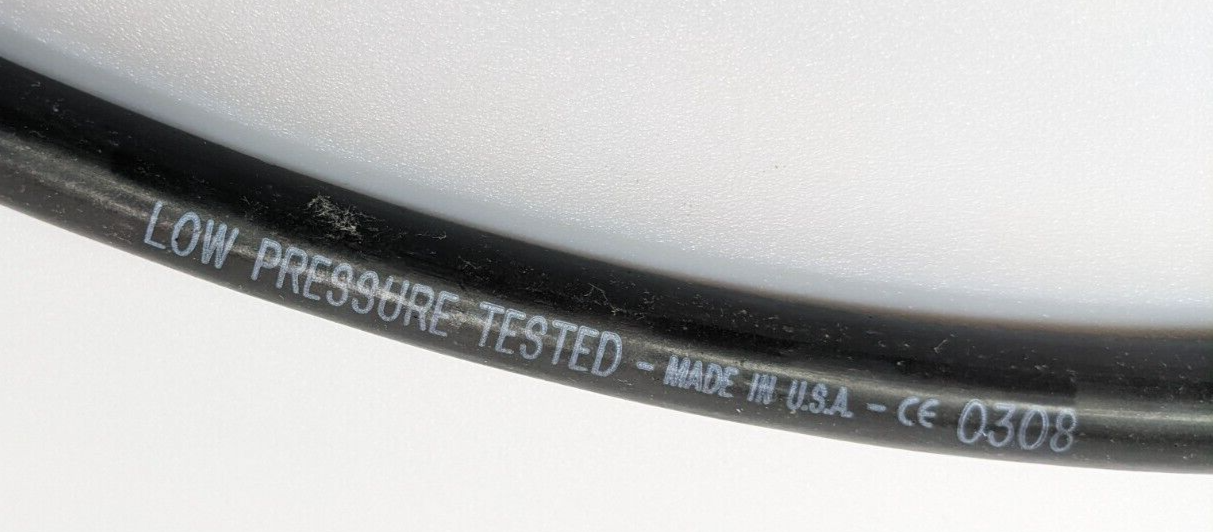 LOW PRESSURE TESTED - MADE IN U.S.A. - CE 0308